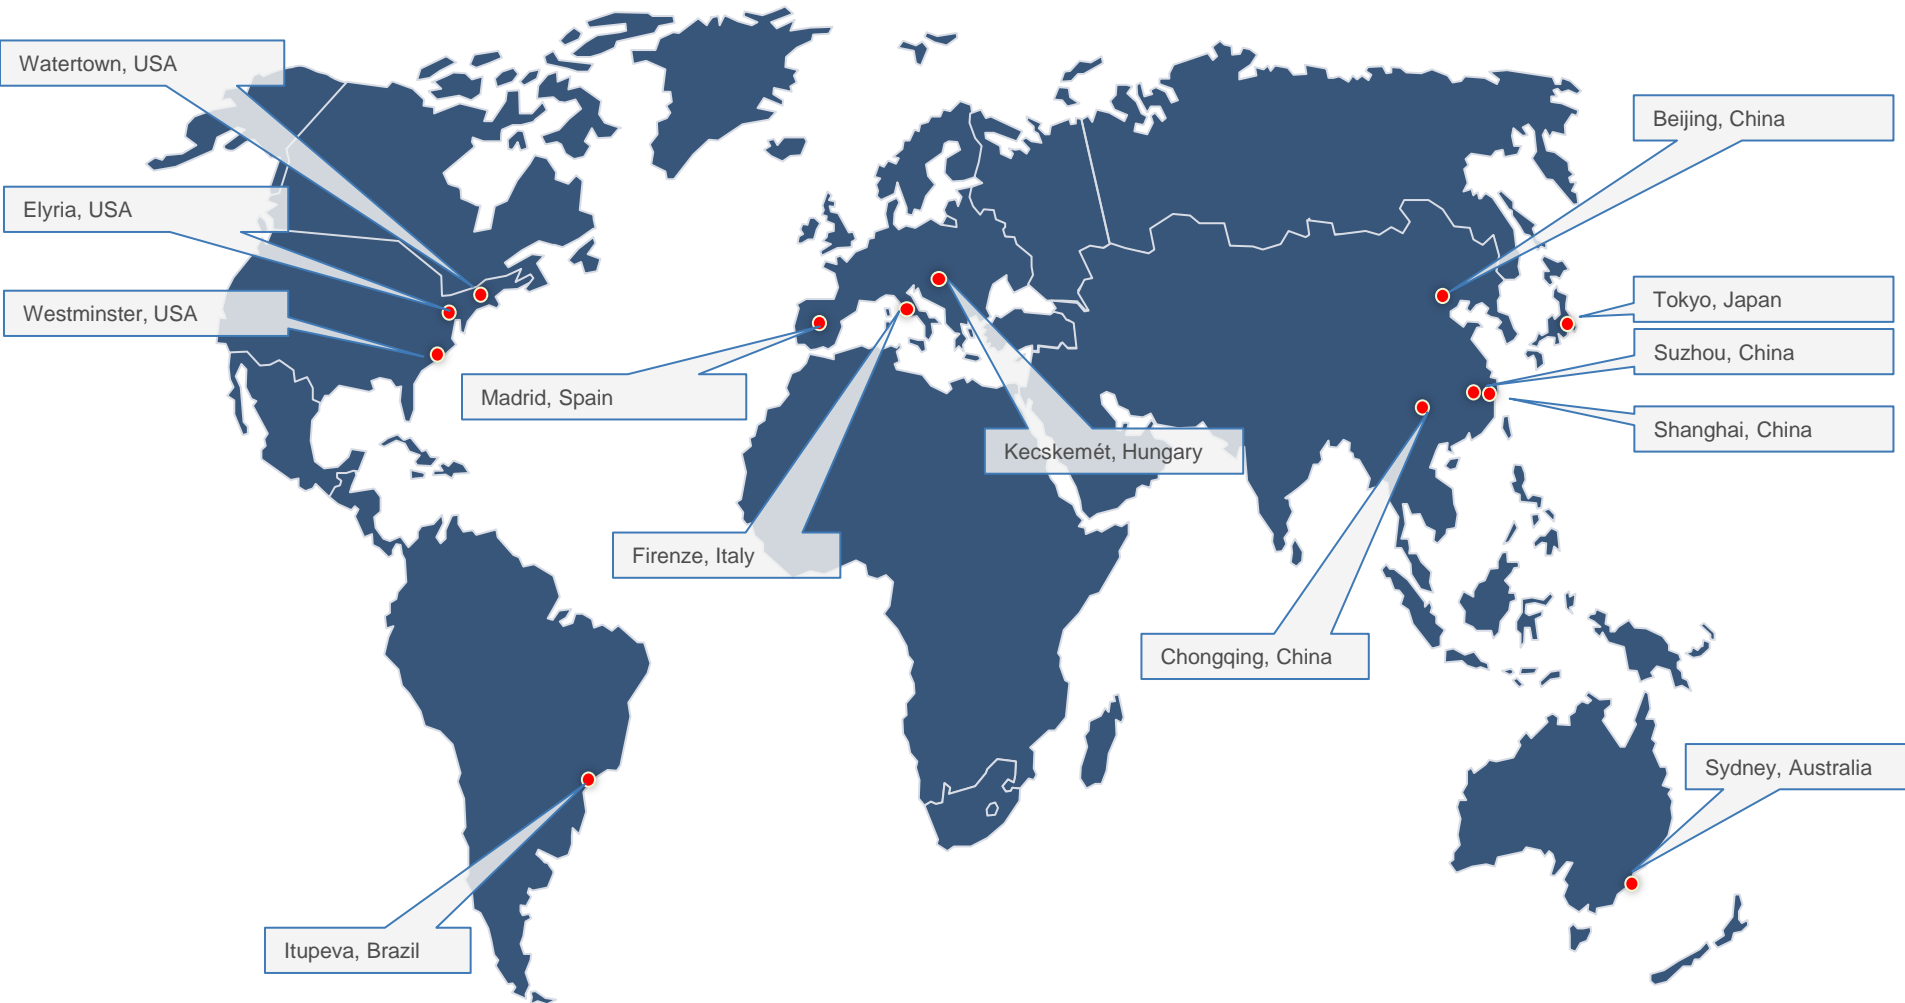 Watertown, USA
Beijing, China
Elyria, USA
Westminster, USA
Tokyo, Japan
Suzhou, China
Madrid, Spain
Shanghai, China
Kecskemét, Hungary
Firenze, Italy
Chongqing, China
Sydney, Australia
Itupeva, Brazil